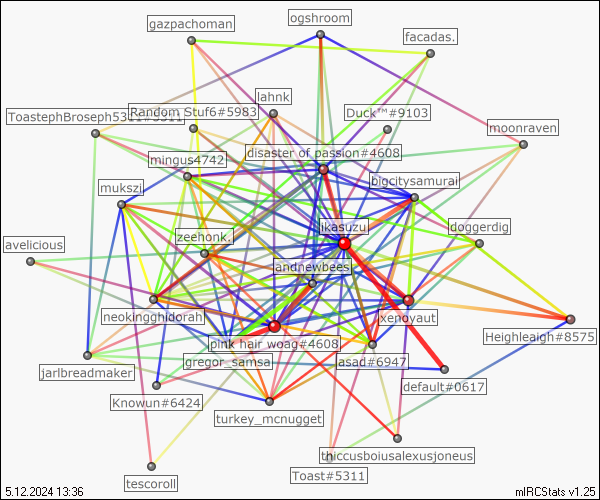 ogshroom
gazpachoman
facadas.
lahnk
Random Stuf6#5983
Duck™#9103
ToastephBroseph5311#5311
moonraven
disaster of passion#4608
mingus4742
bigcitysamurai
mukszi
ikasuzu
doggerdig
zeehonk.
avelicious
andnewbees
neokingghidorah
xenoyaut
Heighleaigh#8575
pink hair woag#4608
gregor_samsa
asad#6947
jarlbreadmaker
default#0617
Knowun#6424
turkey_mcnugget
thiccusboiusalexusjoneus
Toast#5311
tescoroll
5.12.2024 13:36
mIRCStats v1.25